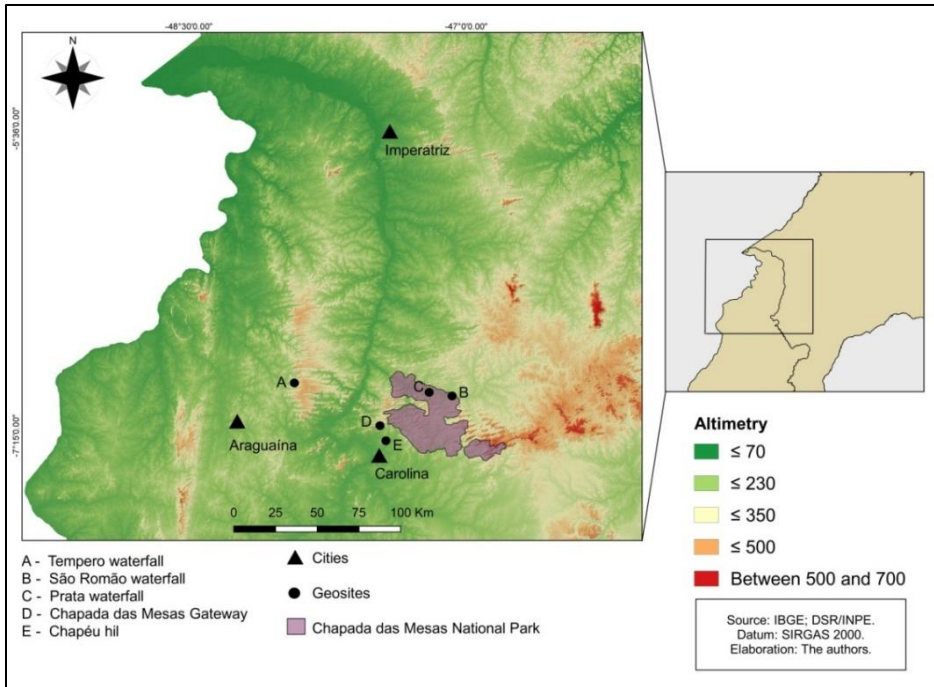 -48°30'0.00"
-47°0'0.00"
N
-5°36'0.00"
Imperatriz
A
C
B
D
E
Araguaína
Carolina
-7°15'0.00"
0 25 50 75 100 Km
A - Tempero waterfall
B - São Romão waterfall
C - Prata waterfall
D - Chapada das Mesas Gateway
E - Chapéu hil
Cities
Geosites
Chapada das Mesas National Park
Altimetry
≤ 70
≤ 230
≤ 350
≤ 500
Between 500 and 700
Source: IBGE; DSR/INPE.
Datum: SIRGAS 2000.
Elaboration: The authors.